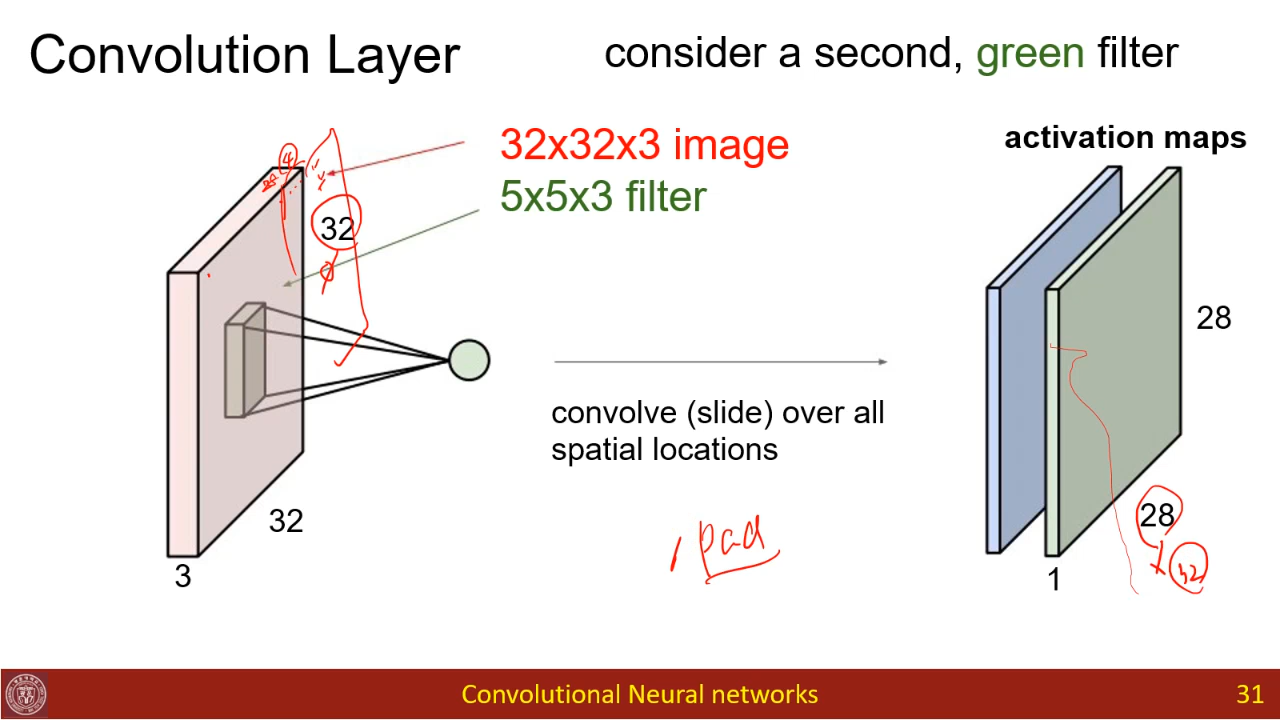 Convolution Layer
consider a second, green filter
32x32x3 image
5x5x3 filter
activation maps
32
28
convolve (slide) over all
spatial locations
32
28
32
3
1
pad
Convolutional Neural networks
31